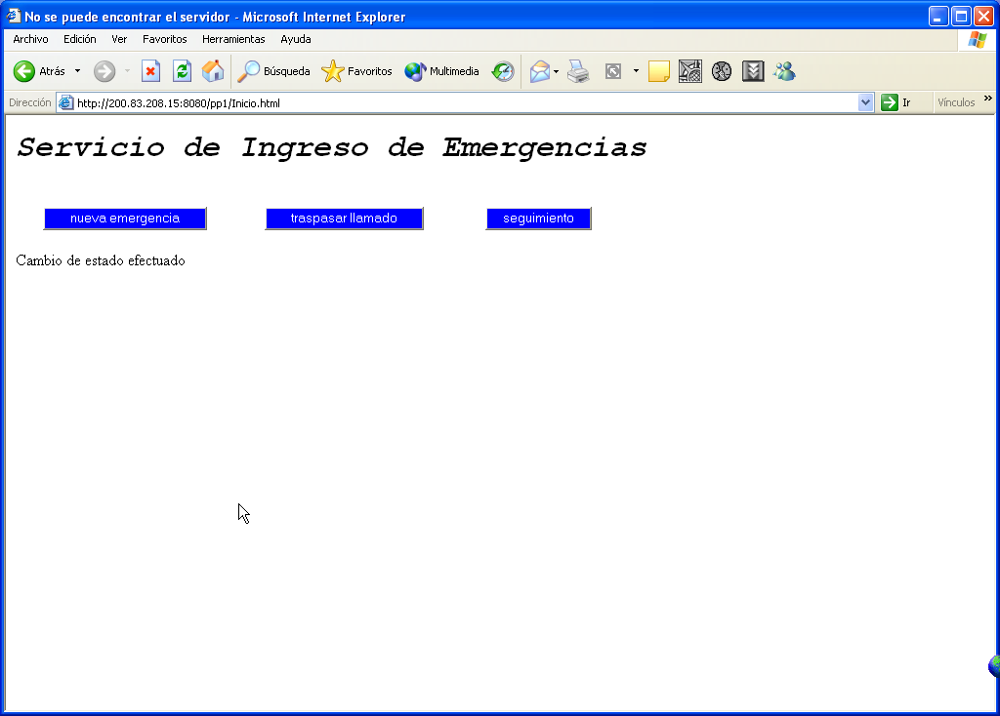 No se puede encontrar el servidor - Microsoft Internet Explorer
Archivo Edición Ver Favoritos Herramientas Ayuda
Atrás Búsqueda Favoritos Multimedia
Dirección http://200.83.208.15:8080/pp1/Inicio.html Ir Vínculos »
Servicio de Ingreso de Emergencias
nueva emergencia traspasar llamado seguimiento
Cambio de estado efectuado